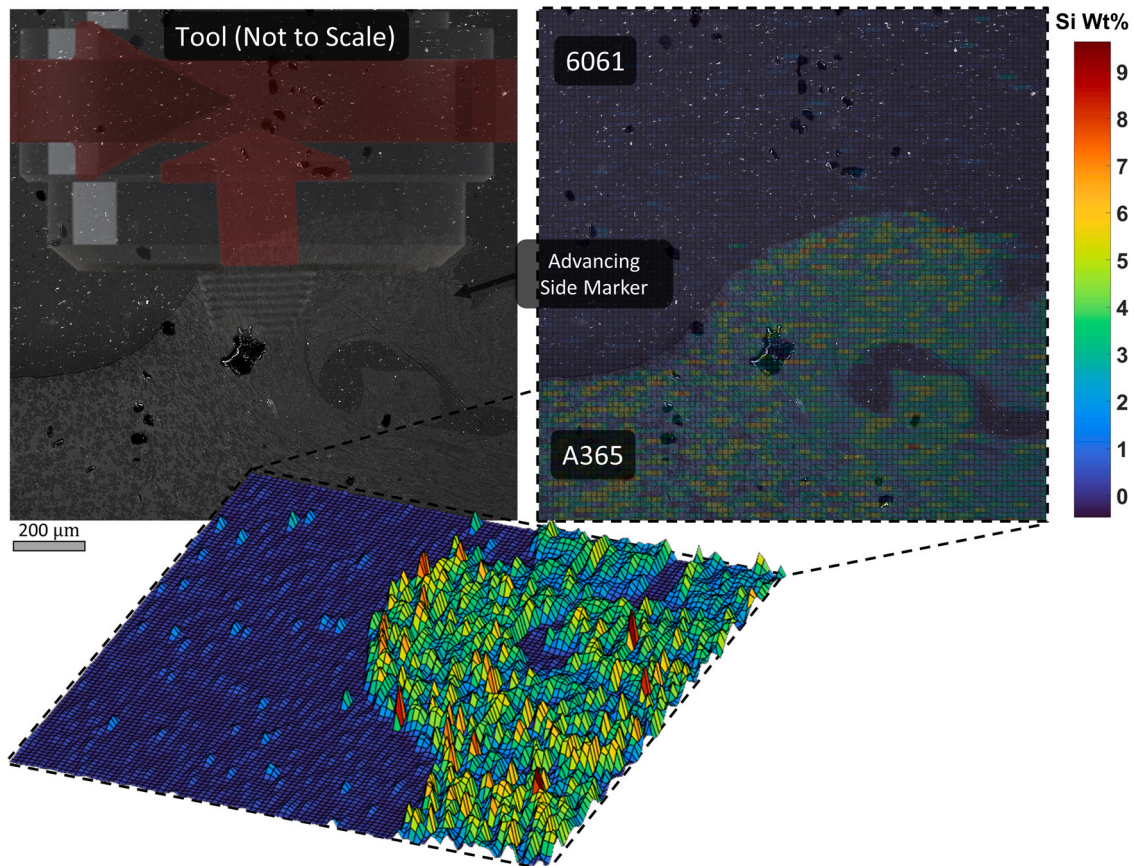 Tool (Not to Scale)
6061
Si Wt%
9
8
7
6
5
4
3
2
1
0
Advancing
Side Marker
A365
200 μm